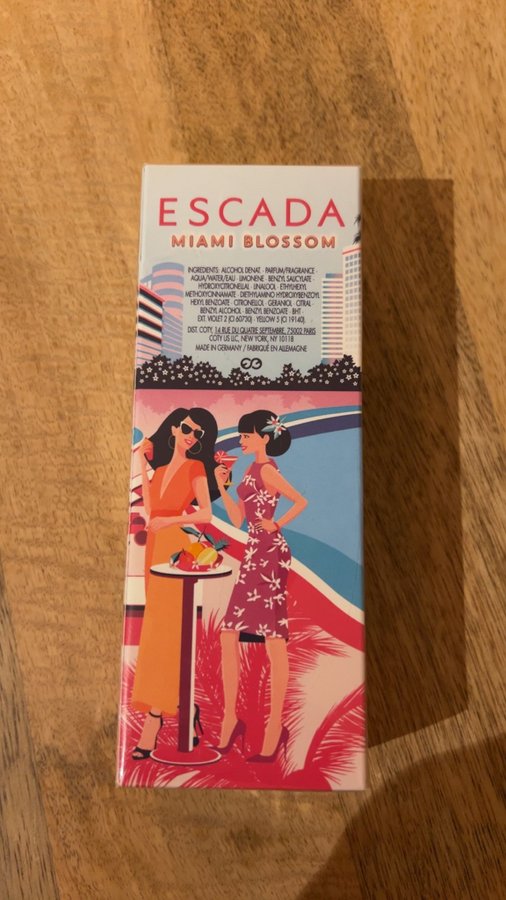 ESCADA
MIAMI BLOSSOM
INGREDIENTS: ALCOHOL DENAT. · PARFUM/FRAGRANCE ·
AQUA/WATER/EAU · LIMONENE · BENZYL SALICYLATE ·
HYDROXYCITRONELLAL · LINALOOL · ETHYLHEXYL
METHOXYCINNAMATE · DIETHYLAMINO HYDROXYBENZOYL
HEXYL BENZOATE · CITRONELLOL · GERANIOL · CITRAL ·
BENZYL ALCOHOL · BENZYL BENZOATE · BHT ·
EXT. VIOLET 2 (CI 60730) · YELLOW 5 (CI 19140).
DIST. COTY, 14 RUE DU QUATRE SEPTEMBRE, 75002 PARIS
COTY US LLC, NEW YORK, NY 10118
MADE IN GERMANY / FABRIQUÉ EN ALLEMAGNE